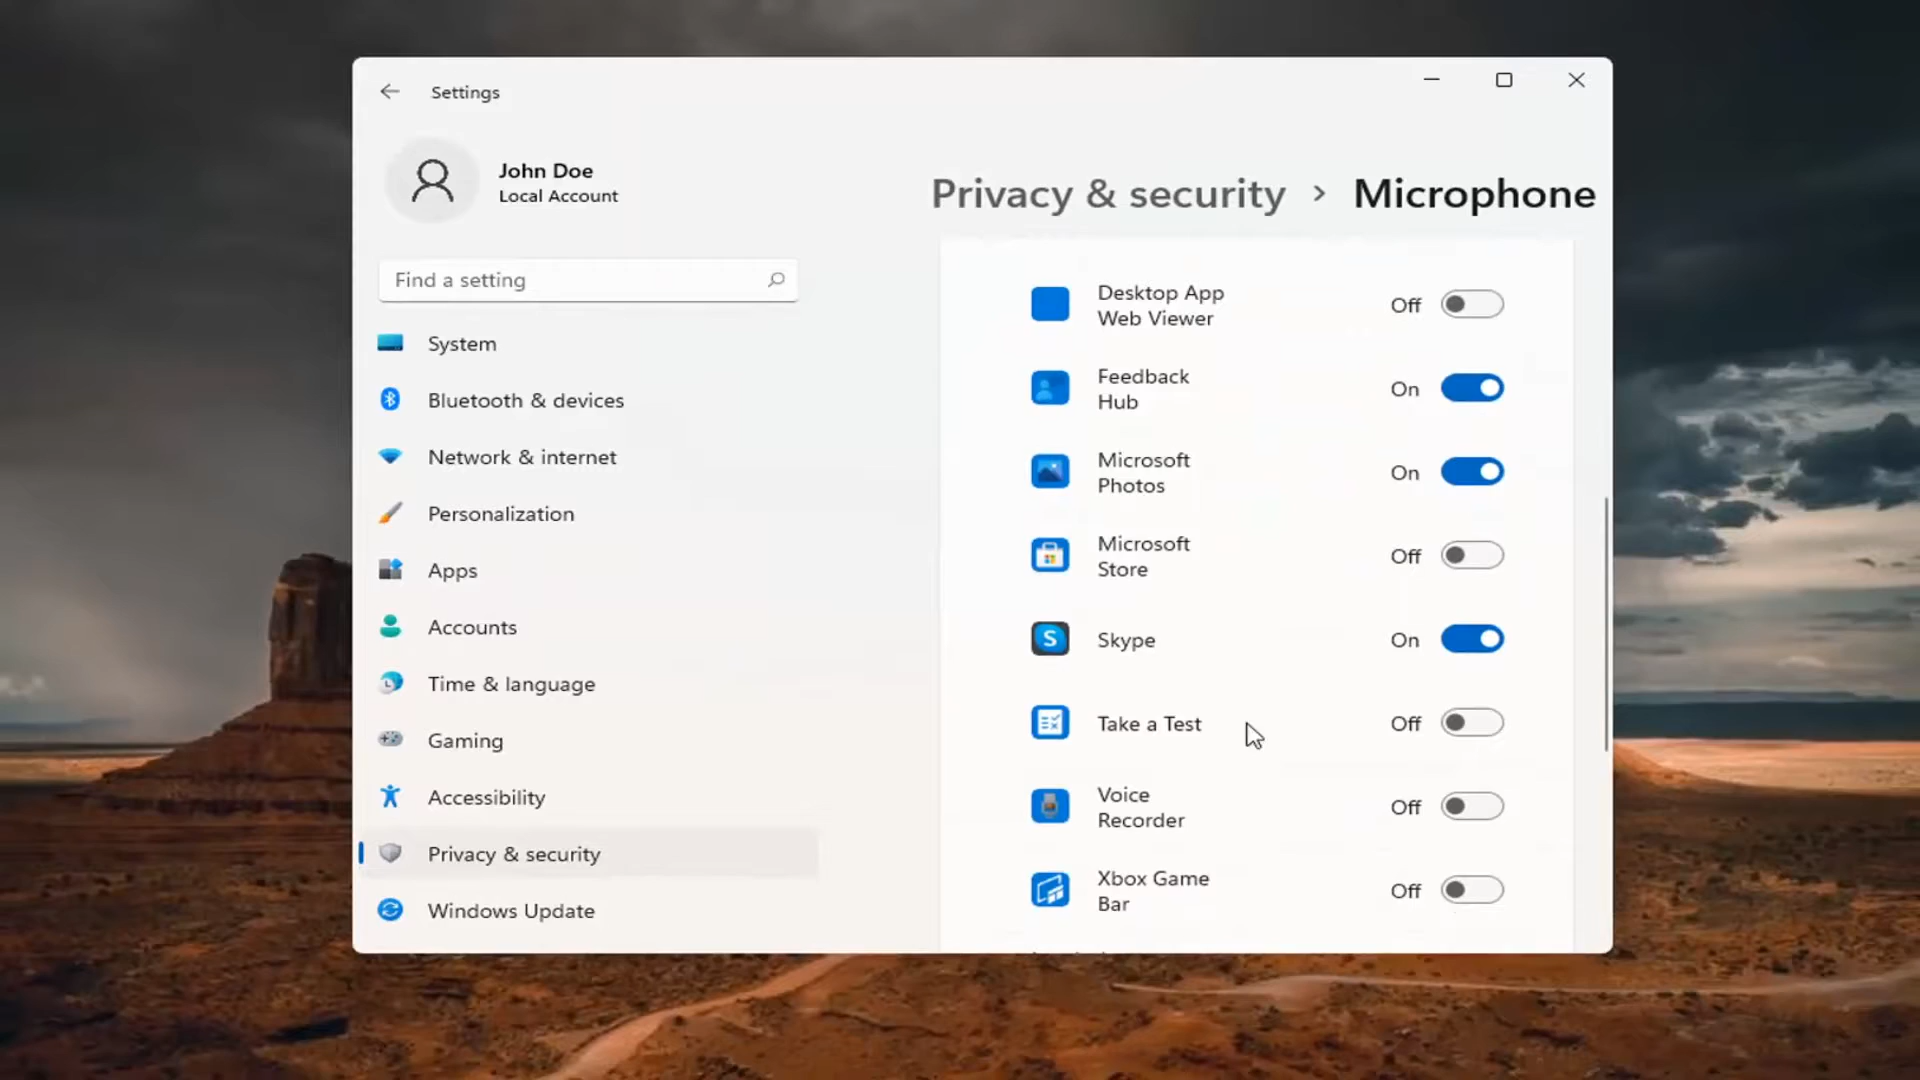 Settings
John Doe
Local Account
Find a setting
System
Bluetooth & devices
Network & internet
Personalization
Apps
Accounts
Time & language
Gaming
Accessibility
Privacy & security
Windows Update
Privacy & security > Microphone
Desktop App
Web Viewer
Off
Feedback
Hub
On
Microsoft
Photos
On
Microsoft
Store
Off
S
Skype
On
Take a Test
Off
Voice
Recorder
Off
Xbox Game
Bar
Off